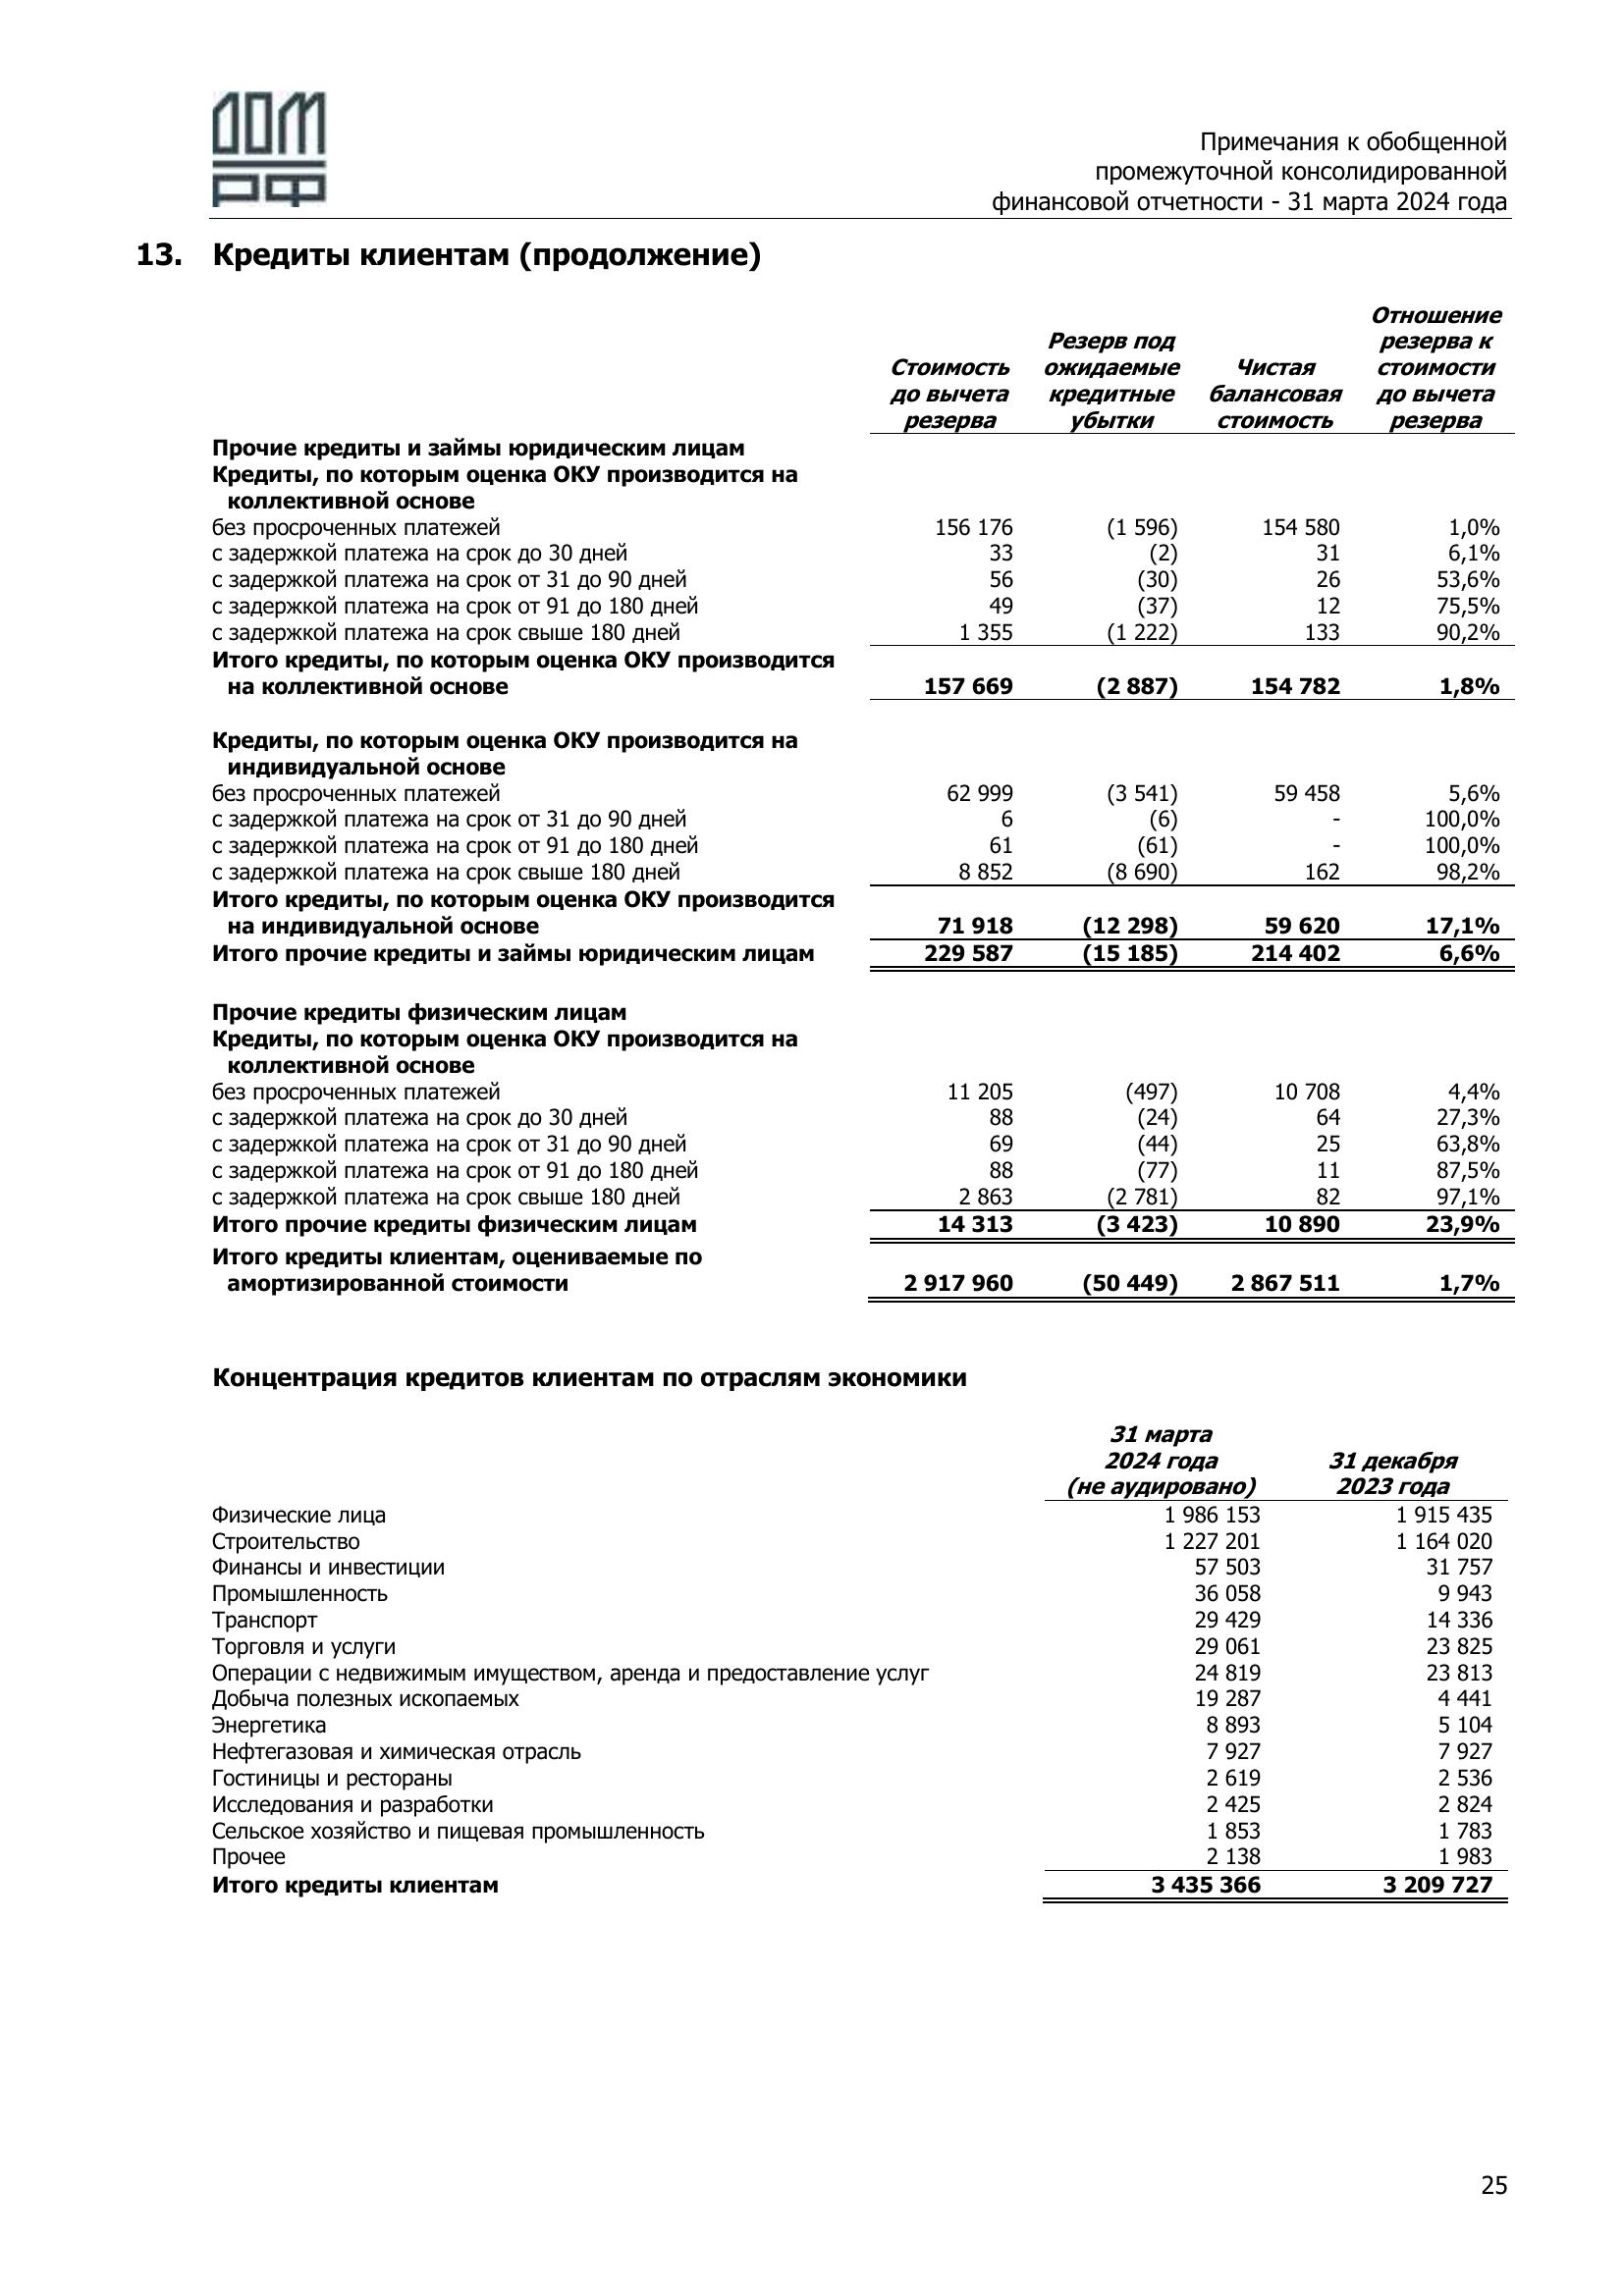 ДОМ
РФ
Примечания к обобщенной
промежуточной консолидированной
финансовой отчетности - 31 марта 2024 года
13. Кредиты клиентам (продолжение)
Стоимость до вычета резерва | Резерв под ожидаемые кредитные убытки | Чистая балансовая стоимость | Отношение резерва к стоимости до вычета резерва
Прочие кредиты и займы юридическим лицам
Кредиты, по которым оценка ОКУ производится на
коллективной основе
без просроченных платежей 156 176 (1 596) 154 580 1,0%
с задержкой платежа на срок до 30 дней 33 (2) 31 6,1%
с задержкой платежа на срок от 31 до 90 дней 56 (30) 26 53,6%
с задержкой платежа на срок от 91 до 180 дней 49 (37) 12 75,5%
с задержкой платежа на срок свыше 180 дней 1 355 (1 222) 133 90,2%
Итого кредиты, по которым оценка ОКУ производится
на коллективной основе 157 669 (2 887) 154 782 1,8%
Кредиты, по которым оценка ОКУ производится на
индивидуальной основе
без просроченных платежей 62 999 (3 541) 59 458 5,6%
с задержкой платежа на срок от 31 до 90 дней 6 (6) - 100,0%
с задержкой платежа на срок от 91 до 180 дней 61 (61) - 100,0%
с задержкой платежа на срок свыше 180 дней 8 852 (8 690) 162 98,2%
Итого кредиты, по которым оценка ОКУ производится
на индивидуальной основе 71 918 (12 298) 59 620 17,1%
Итого прочие кредиты и займы юридическим лицам 229 587 (15 185) 214 402 6,6%
Прочие кредиты физическим лицам
Кредиты, по которым оценка ОКУ производится на
коллективной основе
без просроченных платежей 11 205 (497) 10 708 4,4%
с задержкой платежа на срок до 30 дней 88 (24) 64 27,3%
с задержкой платежа на срок от 31 до 90 дней 69 (44) 25 63,8%
с задержкой платежа на срок от 91 до 180 дней 88 (77) 11 87,5%
с задержкой платежа на срок свыше 180 дней 2 863 (2 781) 82 97,1%
Итого прочие кредиты физическим лицам 14 313 (3 423) 10 890 23,9%
Итого кредиты клиентам, оцениваемые по
амортизированной стоимости 2 917 960 (50 449) 2 867 511 1,7%
Концентрация кредитов клиентам по отраслям экономики
31 марта 2024 года (не аудировано) | 31 декабря 2023 года
Физические лица 1 986 153 1 915 435
Строительство 1 227 201 1 164 020
Финансы и инвестиции 57 503 31 757
Промышленность 36 058 9 943
Транспорт 29 429 14 336
Торговля и услуги 29 061 23 825
Операции с недвижимым имуществом, аренда и предоставление услуг 24 819 23 813
Добыча полезных ископаемых 19 287 4 441
Энергетика 8 893 5 104
Нефтегазовая и химическая отрасль 7 927 7 927
Гостиницы и рестораны 2 619 2 536
Исследования и разработки 2 425 2 824
Сельское хозяйство и пищевая промышленность 1 853 1 783
Прочее 2 138 1 983
Итого кредиты клиентам 3 435 366 3 209 727
25